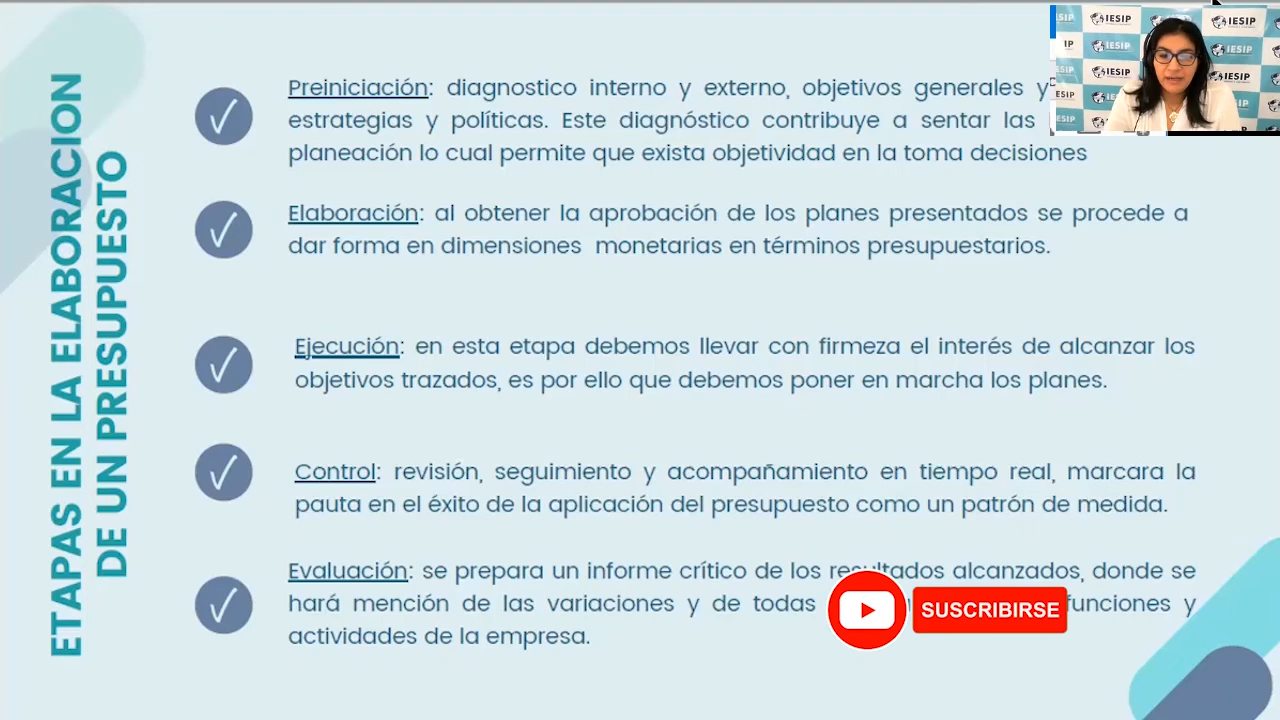 ETAPAS EN LA ELABORACION
DE UN PRESUPUESTO
Preiniciación: diagnostico interno y externo, objetivos generales y
estrategias y políticas. Este diagnóstico contribuye a sentar las
planeación lo cual permite que exista objetividad en la toma decisiones
Elaboración: al obtener la aprobación de los planes presentados se procede a
dar forma en dimensiones monetarias en términos presupuestarios.
Ejecución: en esta etapa debemos llevar con firmeza el interés de alcanzar los
objetivos trazados, es por ello que debemos poner en marcha los planes.
Control: revisión, seguimiento y acompañamiento en tiempo real, marcara la
pauta en el éxito de la aplicación del presupuesto como un patrón de medida.
Evaluación: se prepara un informe crítico de los resultados alcanzados, donde se
hará mención de las variaciones y de todas funciones y
actividades de la empresa.
SUSCRIBIRSE
IESIP
IESIP
IESIP
IESIP
IESIP
IESIP